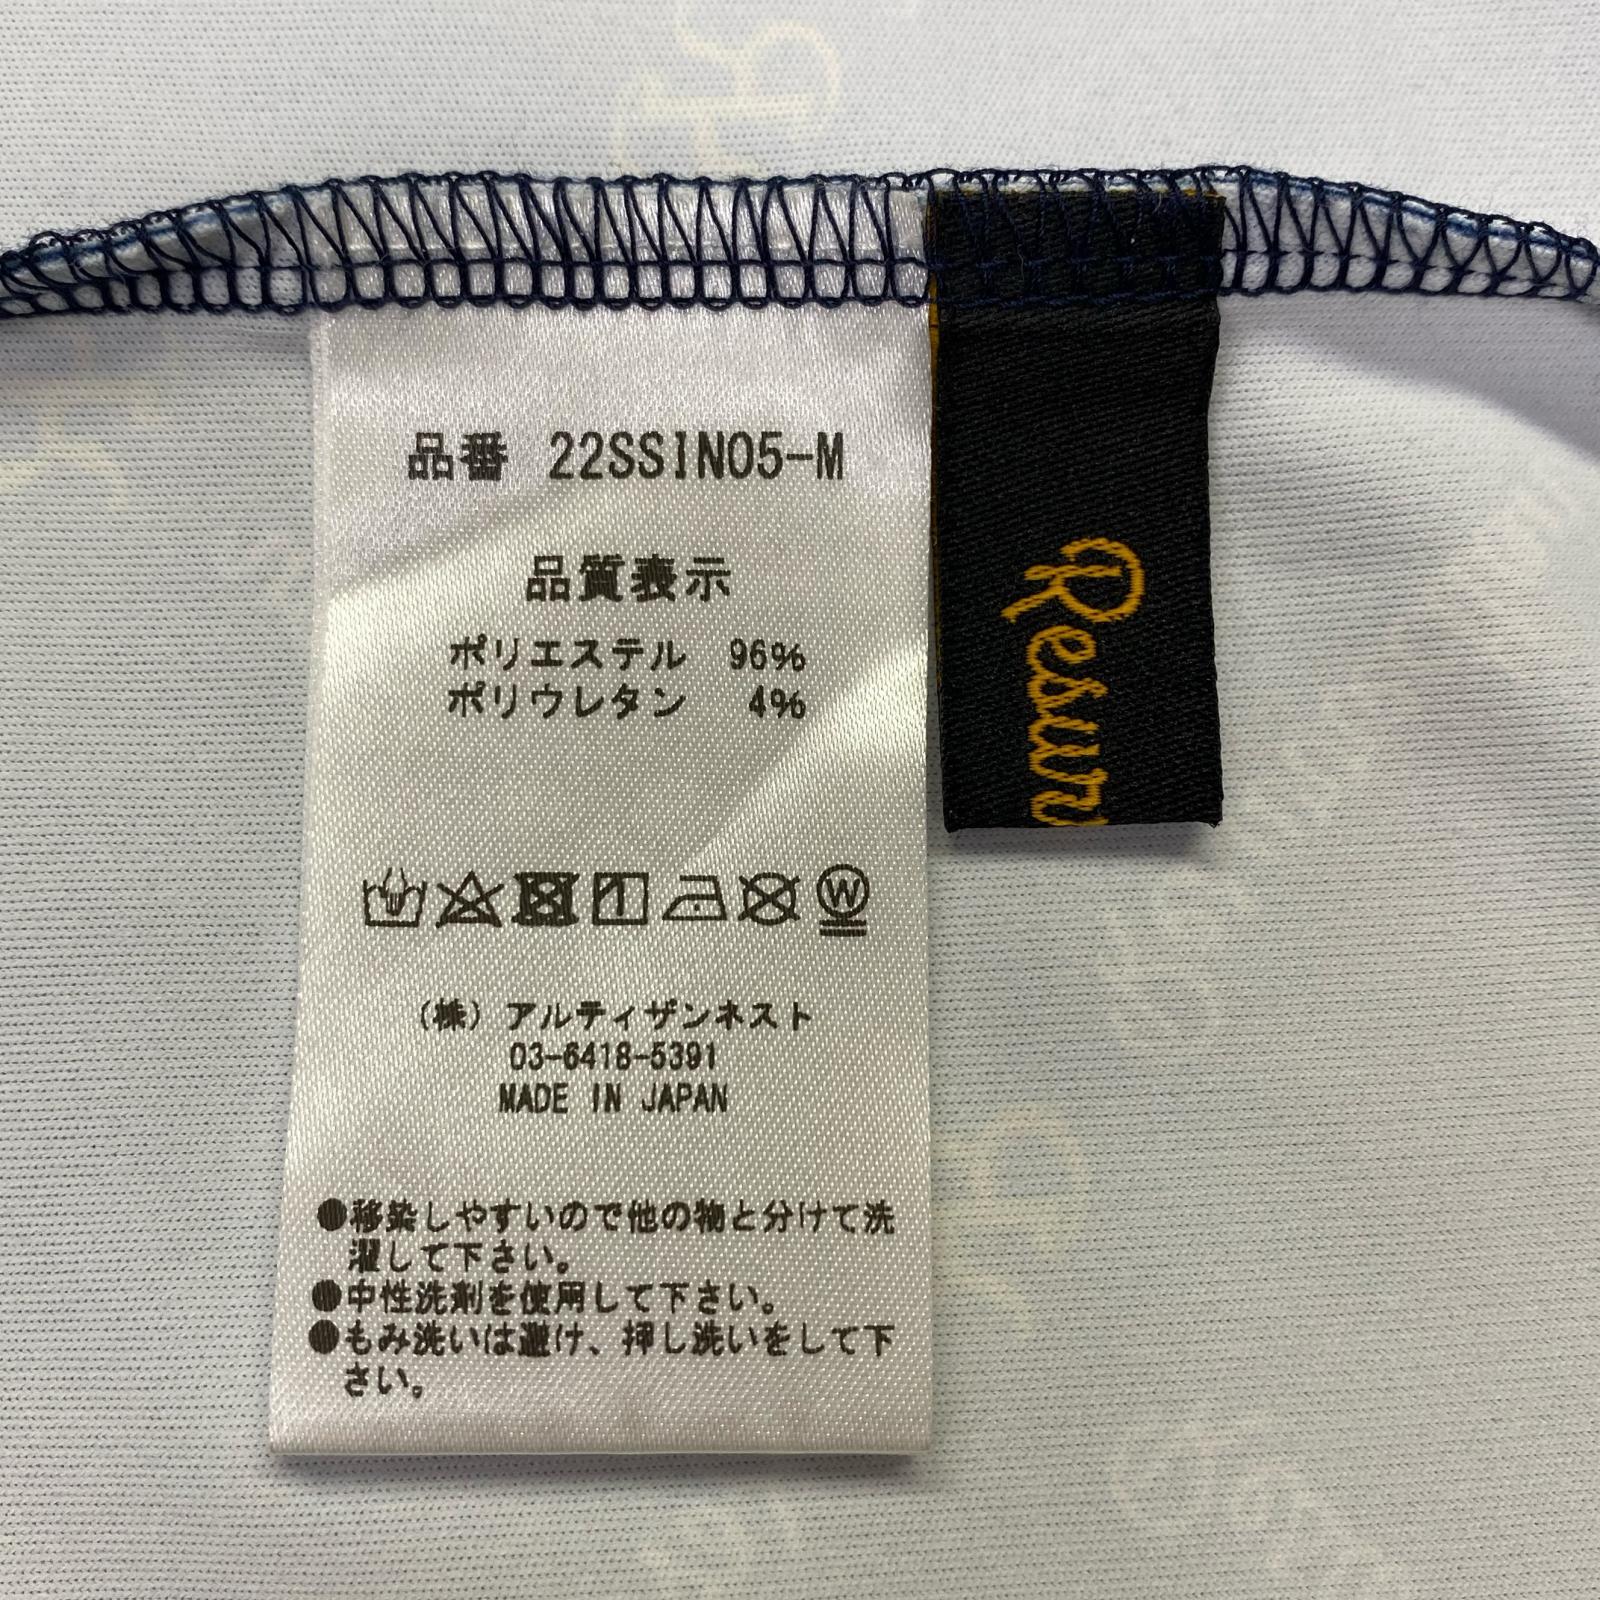 品番 22SSIN05-M
品質表示
ポリエステル 96%
ポリウレタン 4%
W
(株) アルティザンネスト
03-6418-5391
MADE IN JAPAN
●移染しやすいので他の物と分けて洗
濯して下さい。
●中性洗剤を使用して下さい。
●もみ洗いは避け、押し洗いをして下
さい。
Resurr